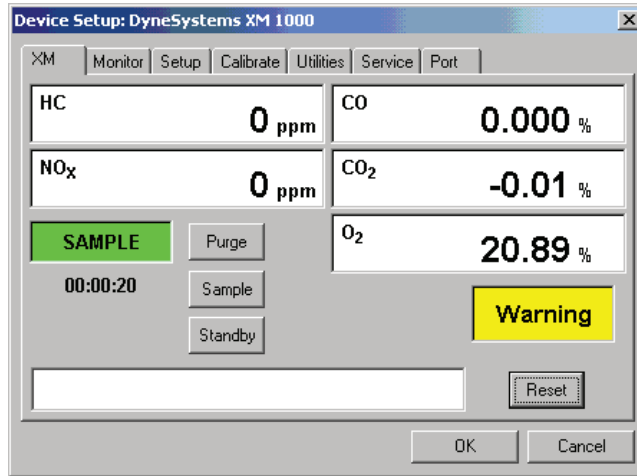 Device Setup: DyneSystems XM 1000
XM Monitor Setup Calibrate Utilities Service Port
HC 0 ppm
CO 0.000 %
NOX 0 ppm
CO2 -0.01 %
O2 20.89 %
SAMPLE Purge
00:00:20 Sample
Warning
Standby
Reset
OK Cancel